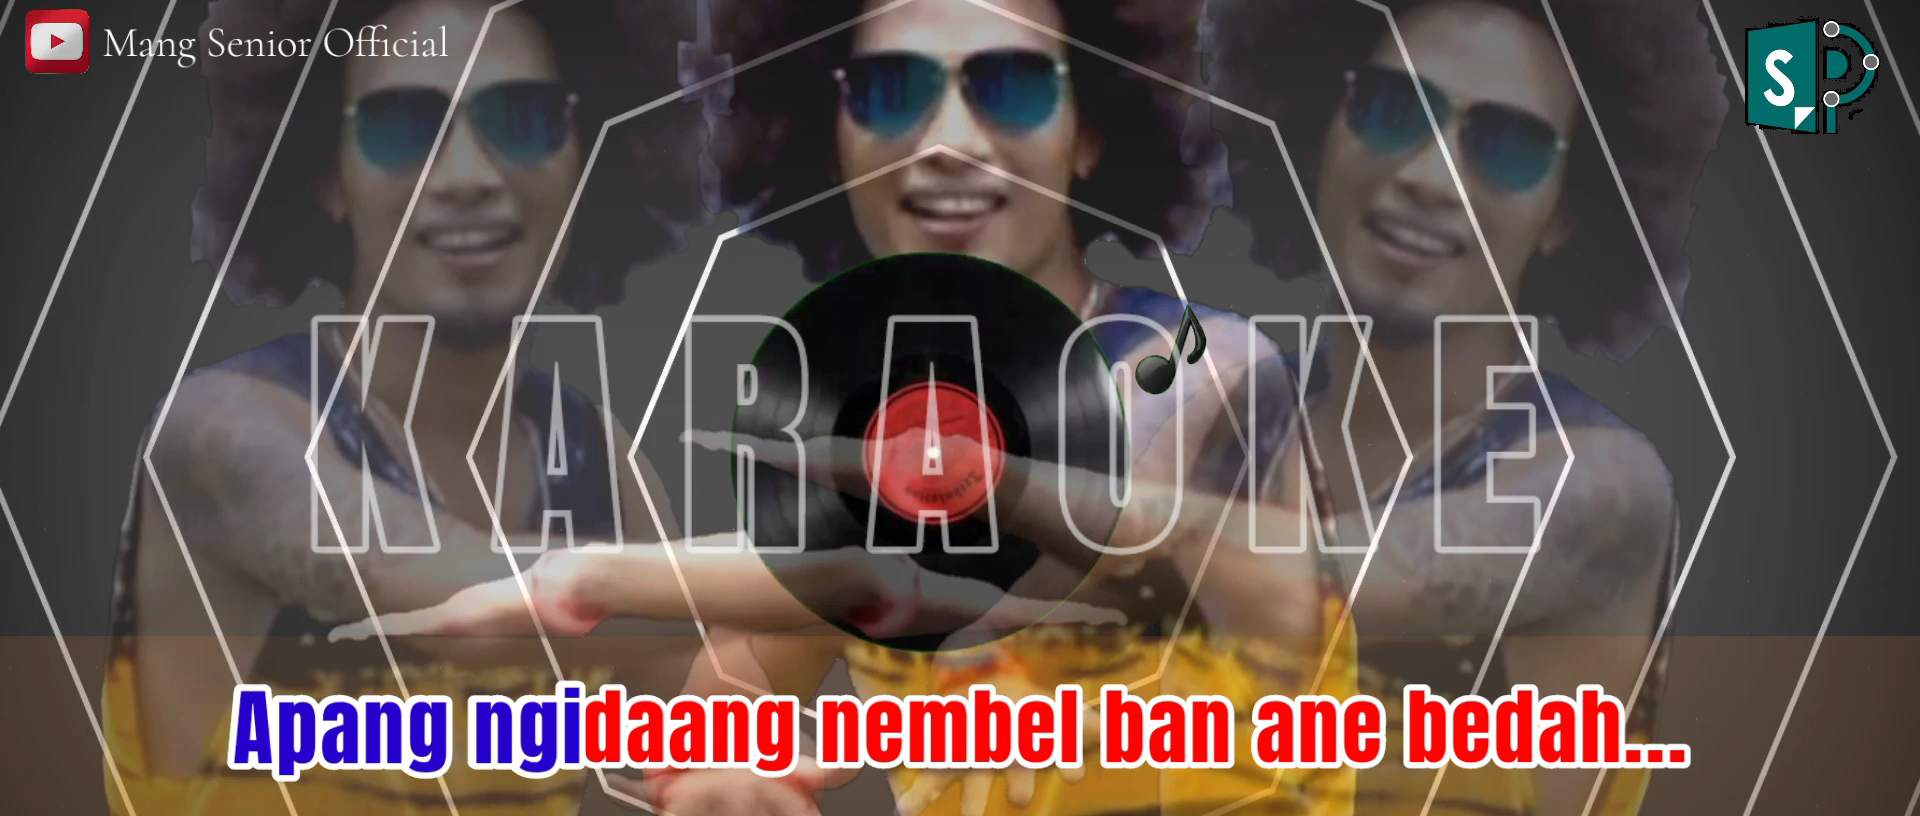 Mang Senior Official
S
KARAOKE
Apang ngidaang nembel ban ane bedah...